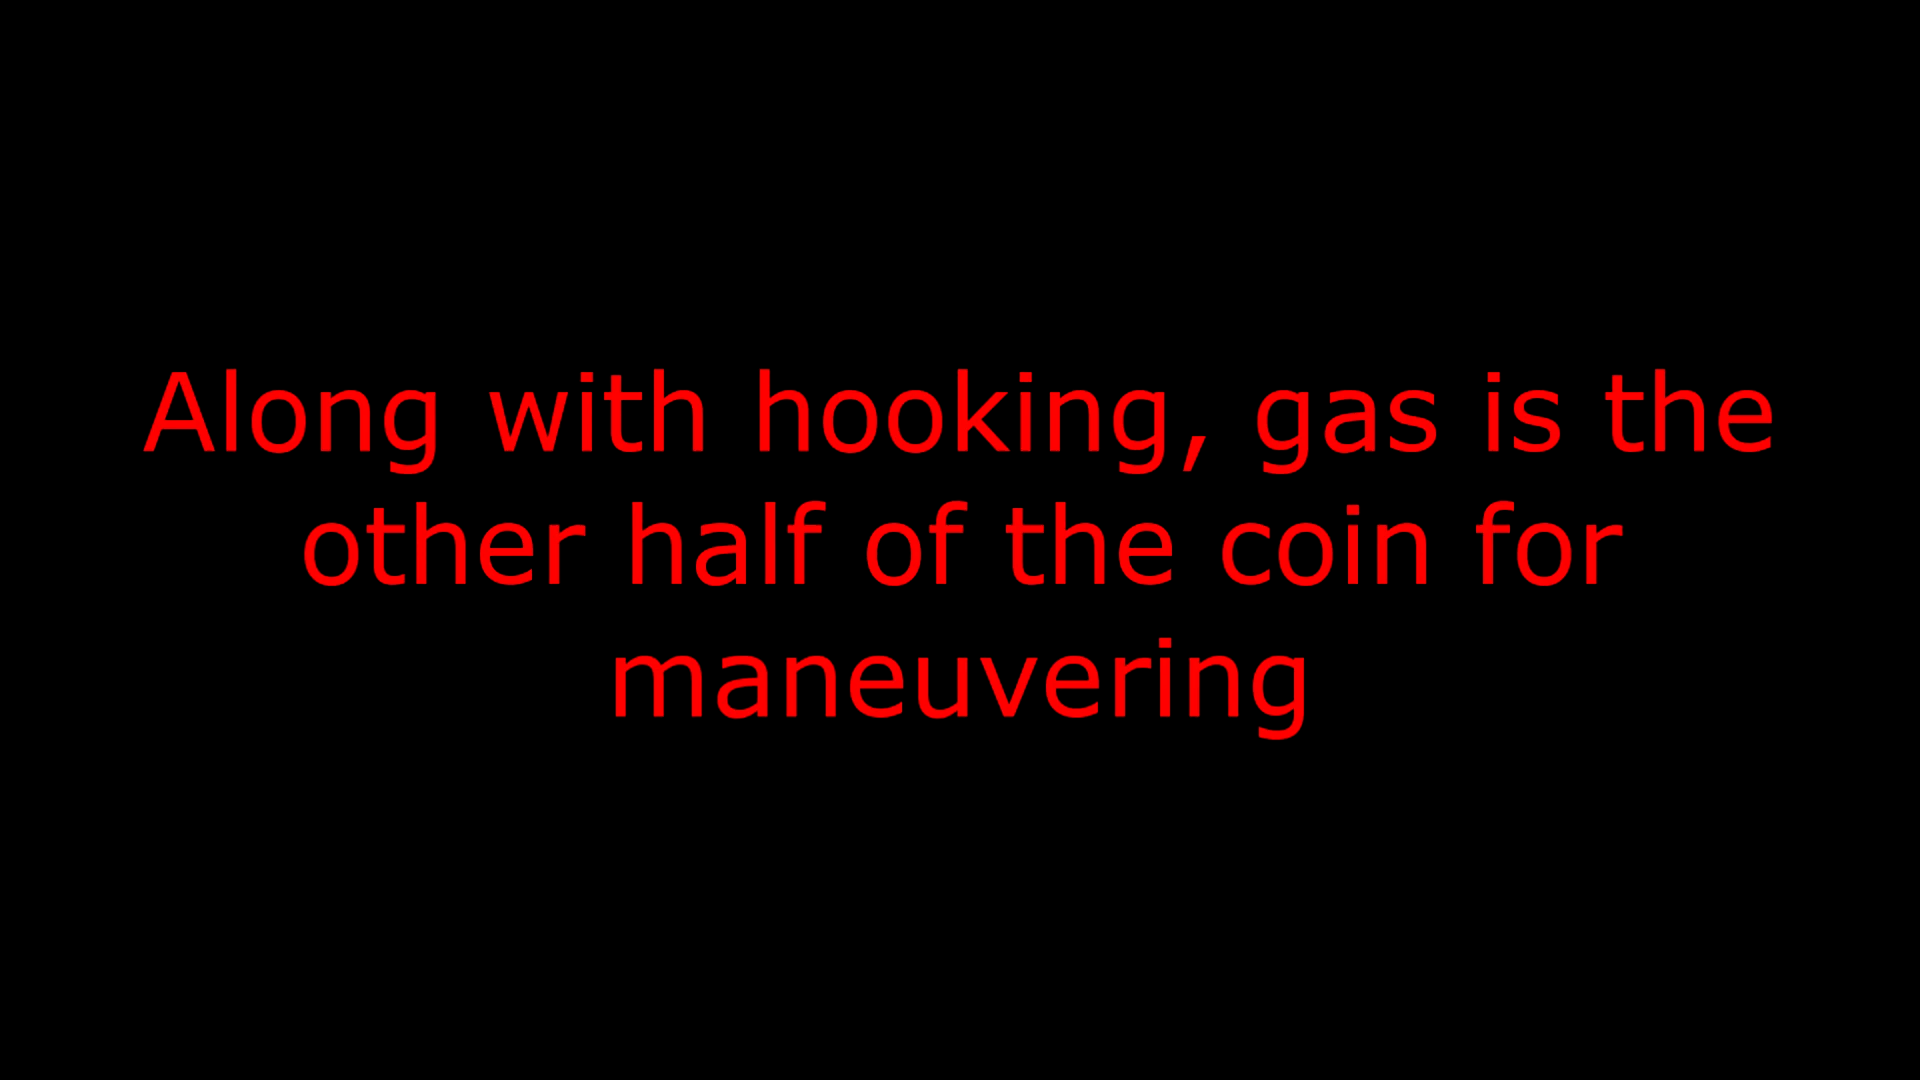 Along with hooking, gas is the
other half of the coin for
maneuvering